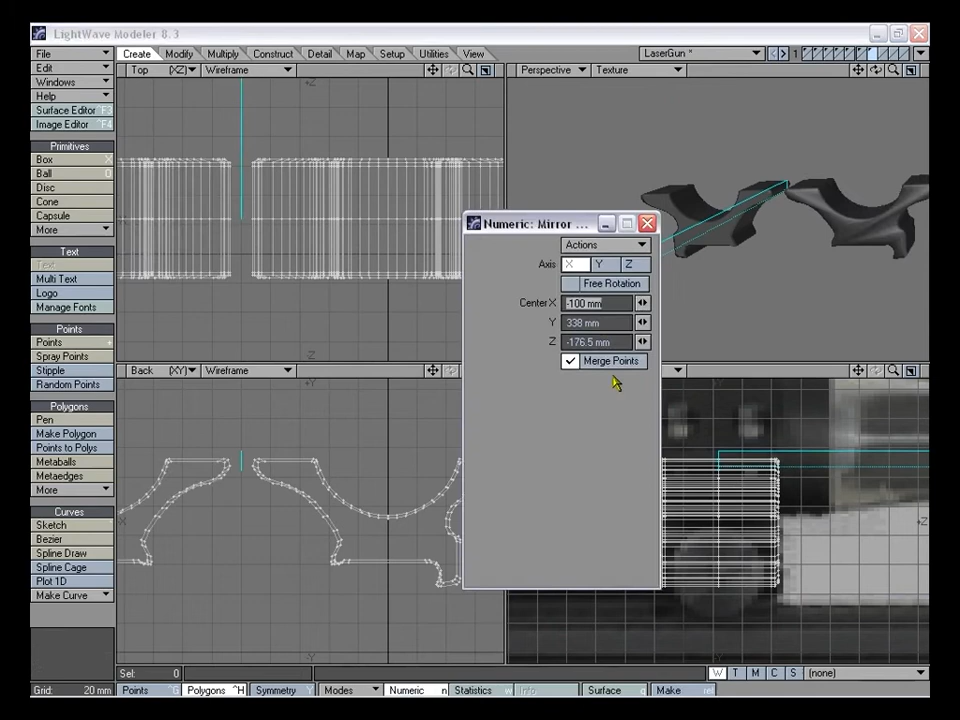 LightWave Modeler 8.3
File Create Modify Multiply Construct Detail Map Setup Utilities View LaserGun * 1
Edit Top (XZ) Wireframe Perspective Texture
Windows
Help
Surface Editor F3
Image Editor ^F4
Primitives
Box X
Ball O
Disc
Cone
Capsule
More
Text
Text
Multi Text
Logo
Manage Fonts
Points
Points +
Spray Points
Stipple
Random Points
Polygons
Pen
Make Polygon
Points to Polys
Metaballs
Metaedges
More
Curves
Sketch
Bezier
Spline Draw
Spline Cage
Plot 1D
Make Curve
+Z
-Z
Back (XY) Wireframe
+Y
-Y
Numeric: Mirror ...
Actions
Axis X Y Z
Free Rotation
Center X -100 mm
Y 338 mm
Z -176.5 mm
Merge Points
+Z
Sel: 0 W T M C S (none)
Grid: 20 mm Points ^G Polygons ^H Symmetry Y Modes Numeric n Statistics w Info Surface q Make